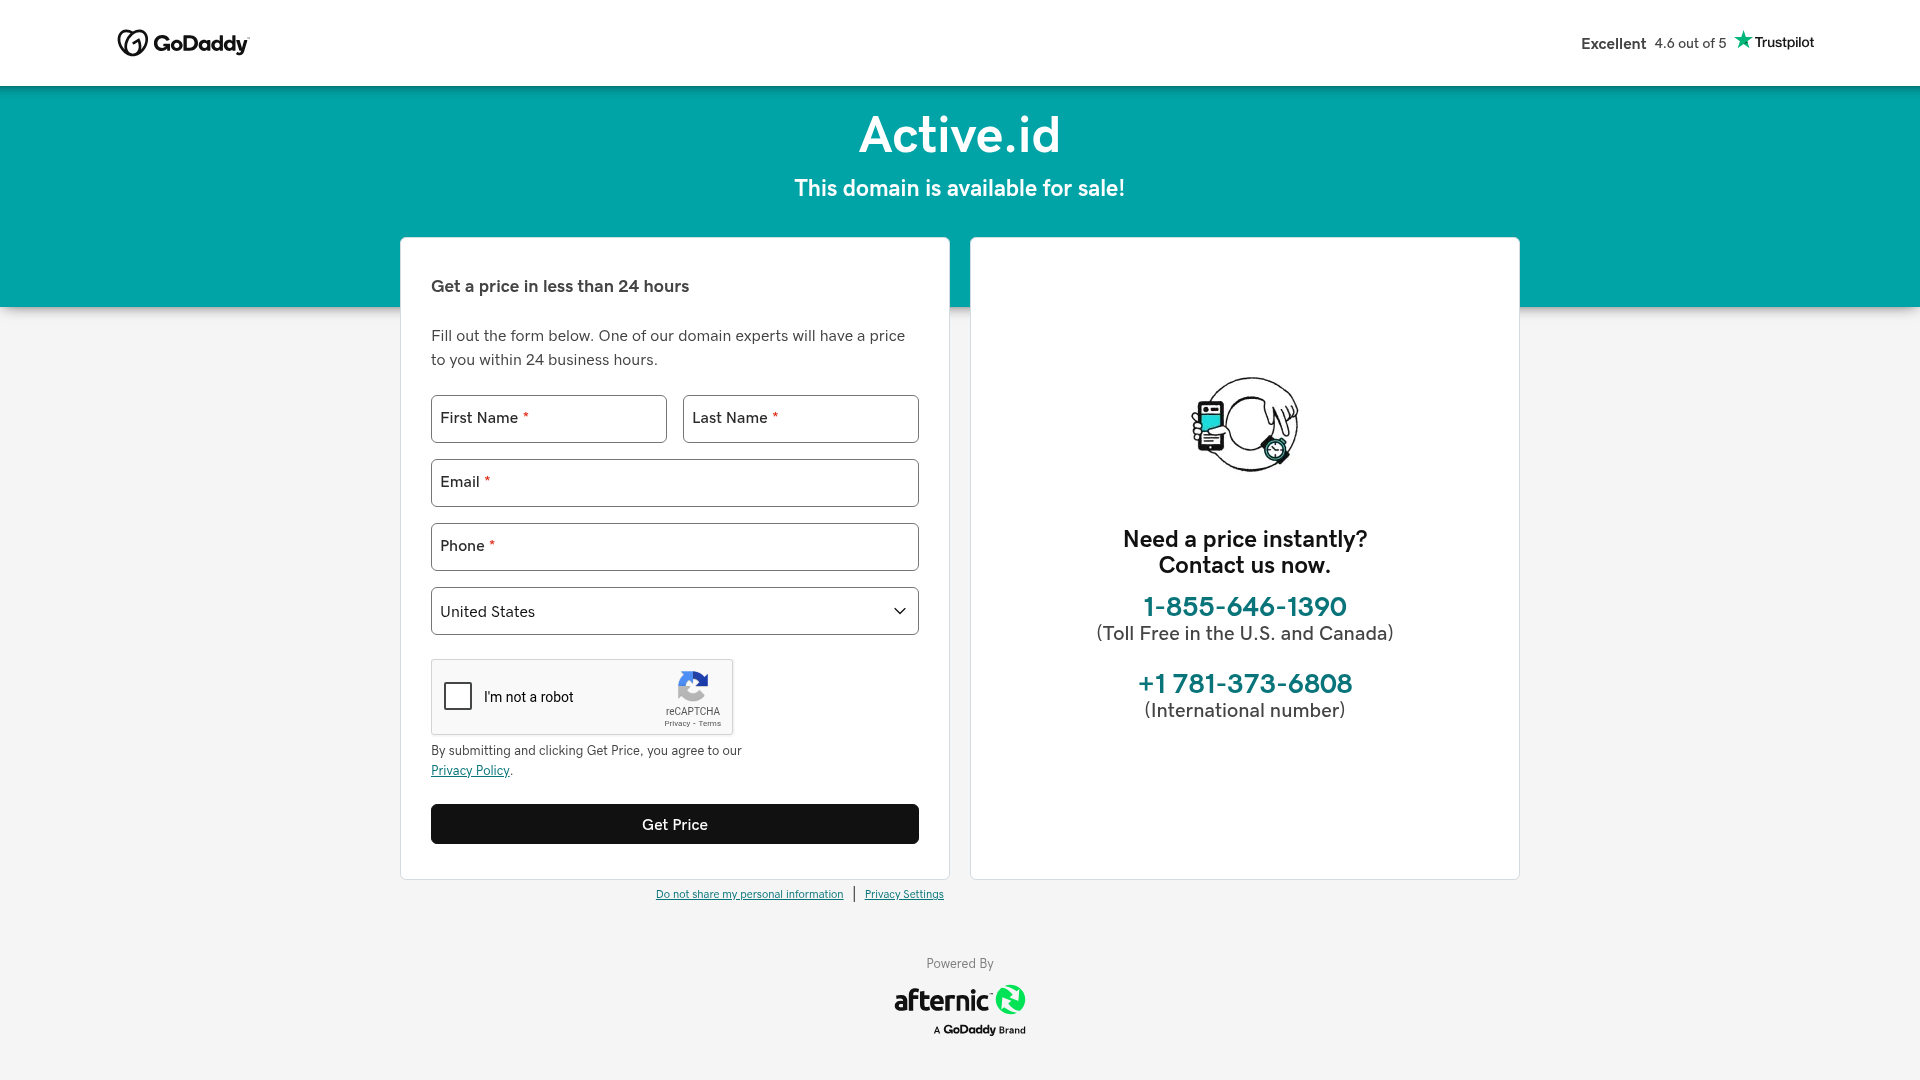 GoDaddy
Excellent 4.6 out of 5 Trustpilot
Active.id
This domain is available for sale!
Get a price in less than 24 hours
Fill out the form below. One of our domain experts will have a price
to you within 24 business hours.
First Name * Last Name *
Email *
Phone *
United States
I'm not a robot
reCAPTCHA
Privacy - Terms
By submitting and clicking Get Price, you agree to our
Privacy Policy.
Get Price
Need a price instantly?
Contact us now.
1-855-646-1390
(Toll Free in the U.S. and Canada)
+1 781-373-6808
(International number)
Do not share my personal information | Privacy Settings
Powered By
afternic
A GoDaddy Brand